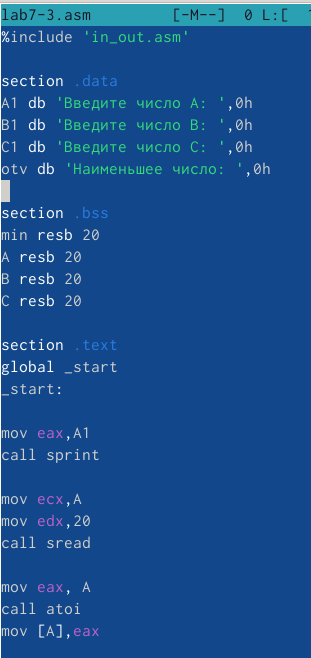 lab7-3.asm [-M--] 0 L:[ 1
%include 'in_out.asm'
section .data
A1 db 'Введите число A: ',0h
B1 db 'Введите число B: ',0h
C1 db 'Введите число C: ',0h
otv db 'Наименьшее число: ',0h
section .bss
min resb 20
A resb 20
B resb 20
C resb 20
section .text
global _start
_start:
mov eax,A1
call sprint
mov ecx,A
mov edx,20
call sread
mov eax, A
call atoi
mov [A],eax